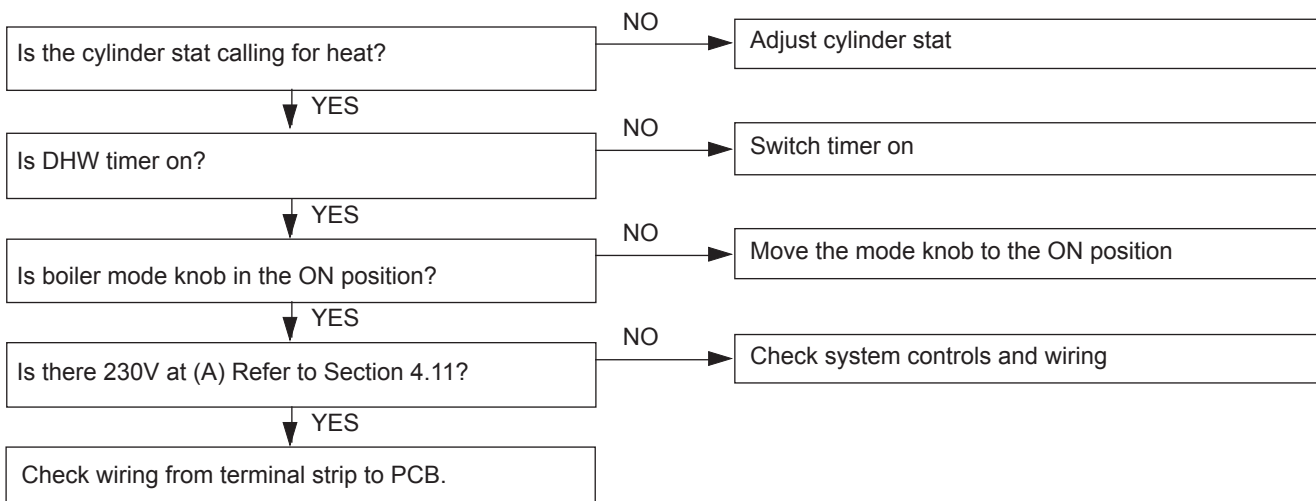 NO
Is the cylinder stat calling for heat?
Adjust cylinder stat
YES
NO
Is DHW timer on?
Switch timer on
YES
NO
Is boiler mode knob in the ON position?
Move the mode knob to the ON position
YES
NO
Is there 230V at (A) Refer to Section 4.11?
Check system controls and wiring
YES
Check wiring from terminal strip to PCB.